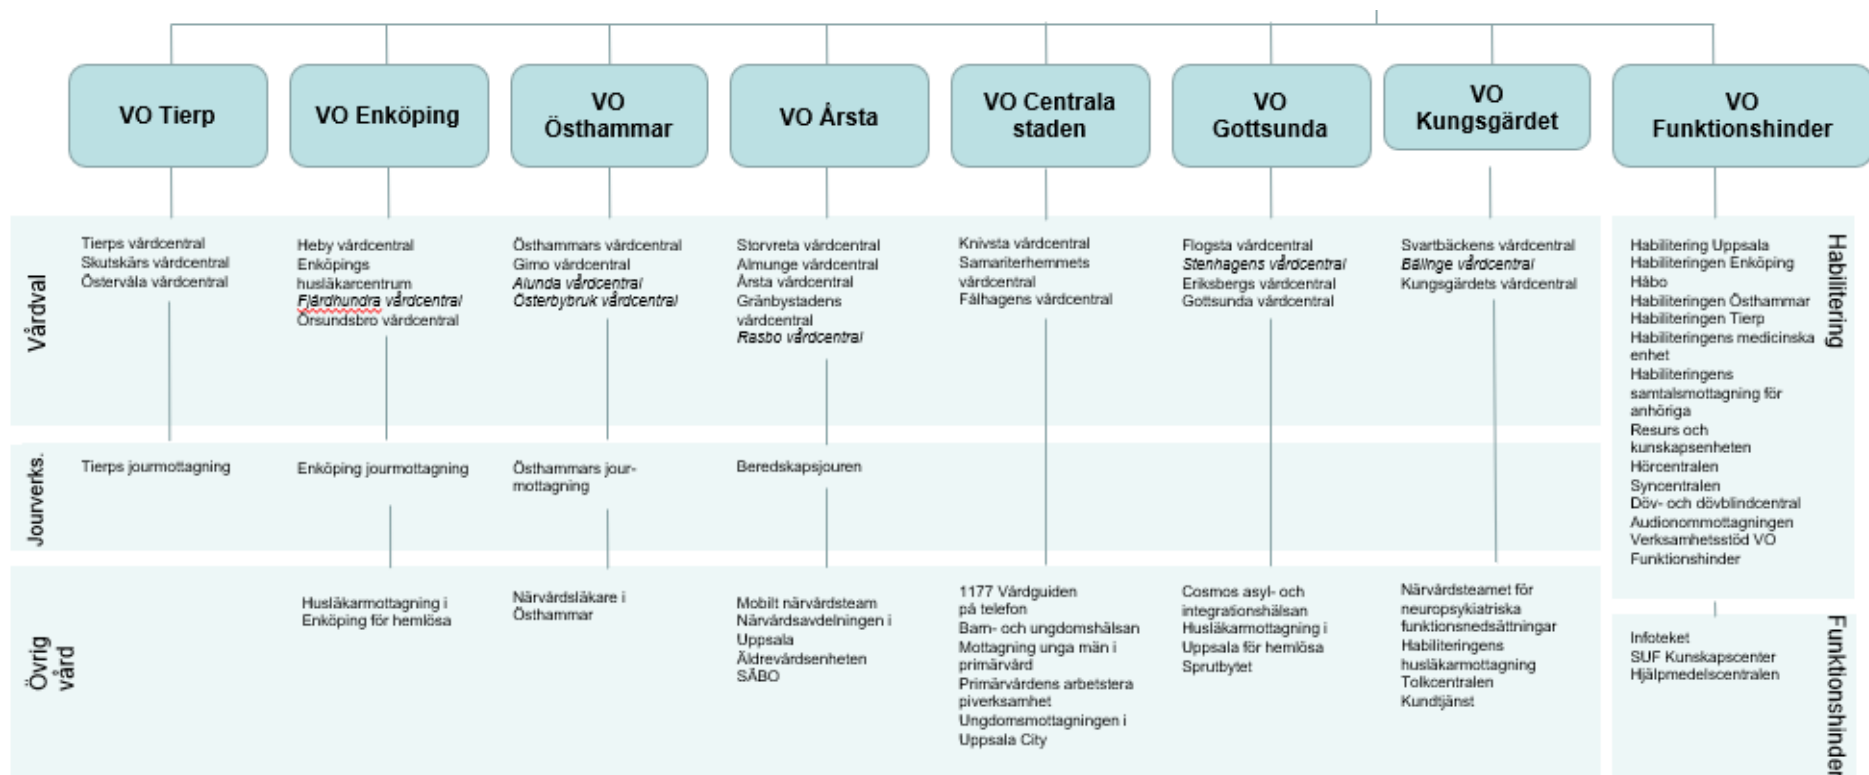 VO Tierp
VO Enköping
VO
Östhammar
VO Årsta
VO Centrala
staden
VO
Gottsunda
VO
Kungsgärdet
VO
Funktionshinder
Vårdval
Tierps vårdcentral
Skutskärs vårdcentral
Östervåla vårdcentral
Heby vårdcentral
Enköpings
husläkarcentrum
Fjärdhundra vårdcentral
Örsundsbro vårdcentral
Östhammars vårdcentral
Gimo vårdcentral
Alunda vårdcentral
Österbybruk vårdcentral
Storvreta vårdcentral
Almunge vårdcentral
Årsta vårdcentral
Gränbystadens
vårdcentral
Rasbo vårdcentral
Knivsta vårdcentral
Samariterhemmets
vårdcentral
Fålhagens vårdcentral
Flogsta vårdcentral
Stenhagens vårdcentral
Eriksbergs vårdcentral
Gottsunda vårdcentral
Svartbäckens vårdcentral
Bälinge vårdcentral
Kungsgärdets vårdcentral
Habilitering
Habilitering Uppsala
Habiliteringen Enköping
Håbo
Habiliteringen Östhammar
Habiliteringen Tierp
Habiliteringens medicinska
enhet
Habiliteringens
samtalsmottagning för
anhöriga
Resurs och
kunskapsenheten
Hörcentralen
Syncentralen
Döv- och dövblindcentral
Audionommottagningen
Verksamhetsstöd VO
Funktionshinder
Jourverks.
Tierps jourmottagning
Enköping jourmottagning
Östhammars jour-
mottagning
Beredskapsjouren
Övrig
vård
Husläkarmottagning i
Enköping för hemlösa
Närvårdsläkare i
Östhammar
Mobilt närvårdsteam
Närvårdsavdelningen i
Uppsala
Äldrevårdsenheten
SÄBO
1177 Vårdguiden
på telefon
Barn- och ungdomshälsan
Mottagning unga män i
primärvård
Primärvårdens arbetstera
piverksamhet
Ungdomsmottagningen i
Uppsala City
Cosmos asyl- och
integrationshälsan
Husläkarmottagning i
Uppsala för hemlösa
Sprutbytet
Närvårdsteamet för
neuropsykiatriska
funktionsnedsättningar
Habiliteringens
husläkarmottagning
Tolkcentralen
Kundtjänst
Funktionshinder
Infoteket
SUF Kunskapscenter
Hjälpmedelscentralen